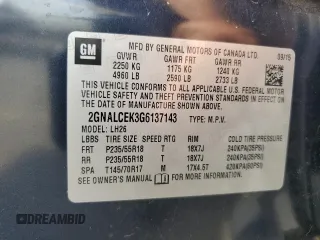 GM
MFD BY GENERAL MOTORS OF CANADA LTD. 09/15
GVWR GAWR FRT GAWR RR
2250 KG 1175 KG 1240 KG
4960 LB 2590 LB 2733 LB
THIS VEHICLE CONFORMS TO ALL APPLICABLE U.S. FEDERAL MOTOR
VEHICLE SAFETY, BUMPER, AND THEFT PREVENTION STANDARDS IN
EFFECT ON THE DATE OF MANUFACTURE SHOWN ABOVE.
2GNALCEK3G6137143 TYPE: M.P.V.
MODEL: LH26
LBBS TIRE SIZE SPEED RTG RIM COLD TIRE PRESSURE
FRT P235/55R18 T 18X7J 240KPA(35PSI)
RR P235/55R18 T 18X7J 240KPA(35PSI)
SPA T145/70R17 M 17X4.5T 420KPA(60PSI)
SEE OWNER'S MANUAL FOR ADDITIONAL INFORMATION